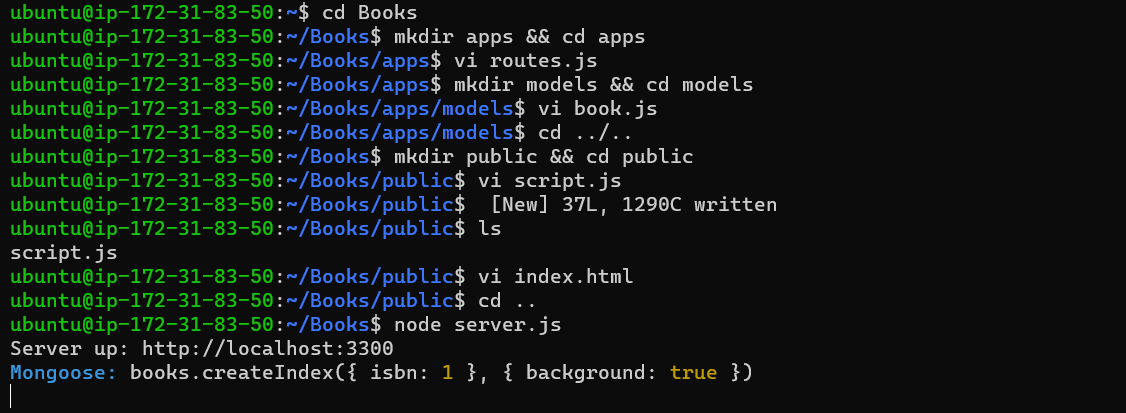 ubuntu@ip-172-31-83-50:~$ cd Books
ubuntu@ip-172-31-83-50:~/Books$ mkdir apps && cd apps
ubuntu@ip-172-31-83-50:~/Books/apps$ vi routes.js
ubuntu@ip-172-31-83-50:~/Books/apps$ mkdir models && cd models
ubuntu@ip-172-31-83-50:~/Books/apps/models$ vi book.js
ubuntu@ip-172-31-83-50:~/Books/apps/models$ cd ../..
ubuntu@ip-172-31-83-50:~/Books$ mkdir public && cd public
ubuntu@ip-172-31-83-50:~/Books/public$ vi script.js
ubuntu@ip-172-31-83-50:~/Books/public$  [New] 37L, 1290C written
ubuntu@ip-172-31-83-50:~/Books/public$ ls
script.js
ubuntu@ip-172-31-83-50:~/Books/public$ vi index.html
ubuntu@ip-172-31-83-50:~/Books/public$ cd ..
ubuntu@ip-172-31-83-50:~/Books$ node server.js
Server up: http://localhost:3300
Mongoose: books.createIndex({ isbn: 1 }, { background: true })